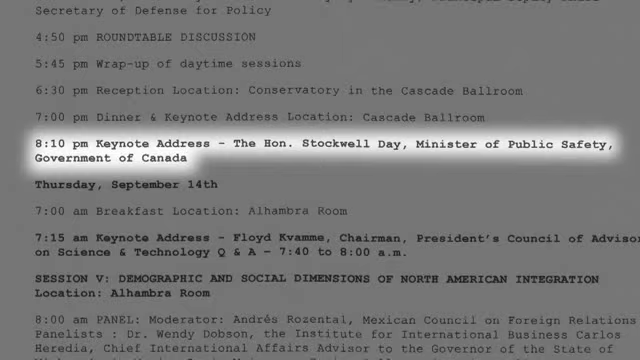 Secretary of Defense for Policy
4:50 pm ROUNDTABLE DISCUSSION
5:45 pm Wrap-up of daytime sessions
6:30 pm Reception Location: Conservatory in the Cascade Ballroom
7:00 pm Dinner & Keynote Address Location: Cascade Ballroom
8:10 pm Keynote Address - The Hon. Stockwell Day, Minister of Public Safety,
Government of Canada
Thursday, September 14th
7:00 am Breakfast Location: Alhambra Room
7:15 am Keynote Address - Floyd Kvamme, Chairman, President's Council of Advisor
on Science & Technology Q & A - 7:40 to 8:00 a.m.
SESSION V: DEMOGRAPHIC AND SOCIAL DIMENSIONS OF NORTH AMERICAN INTEGRATION
Location: Alhambra Room
8:00 am PANEL: Moderator: Andrés Rozental, Mexican Council on Foreign Relations
Panelists : Dr. Wendy Dobson, the Institute for International Business Carlos
Heredia, Chief International Affairs Advisor to the Governor of the State of